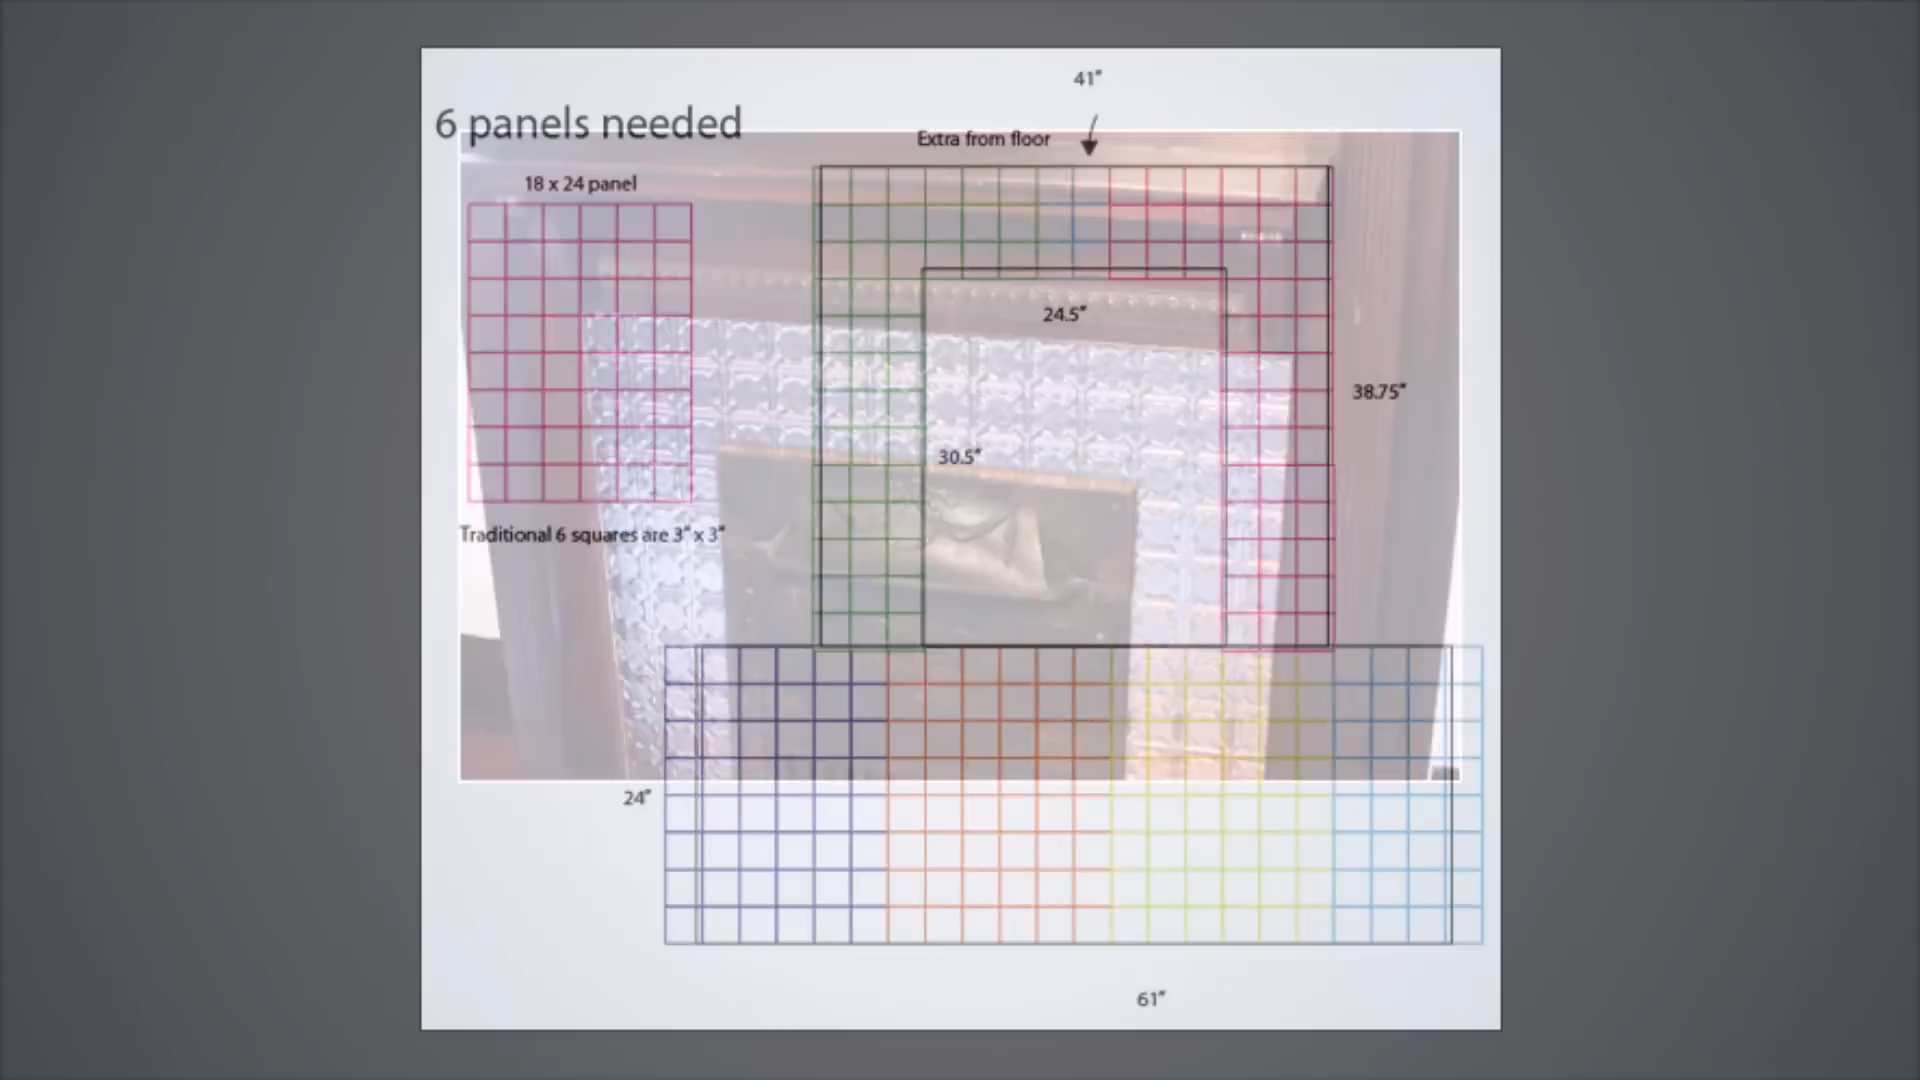 41"
6 panels needed
Extra from floor
18 x 24 panel
24.5"
38.75"
30.5"
Traditional 6 squares are 3" x 3"
24"
61"